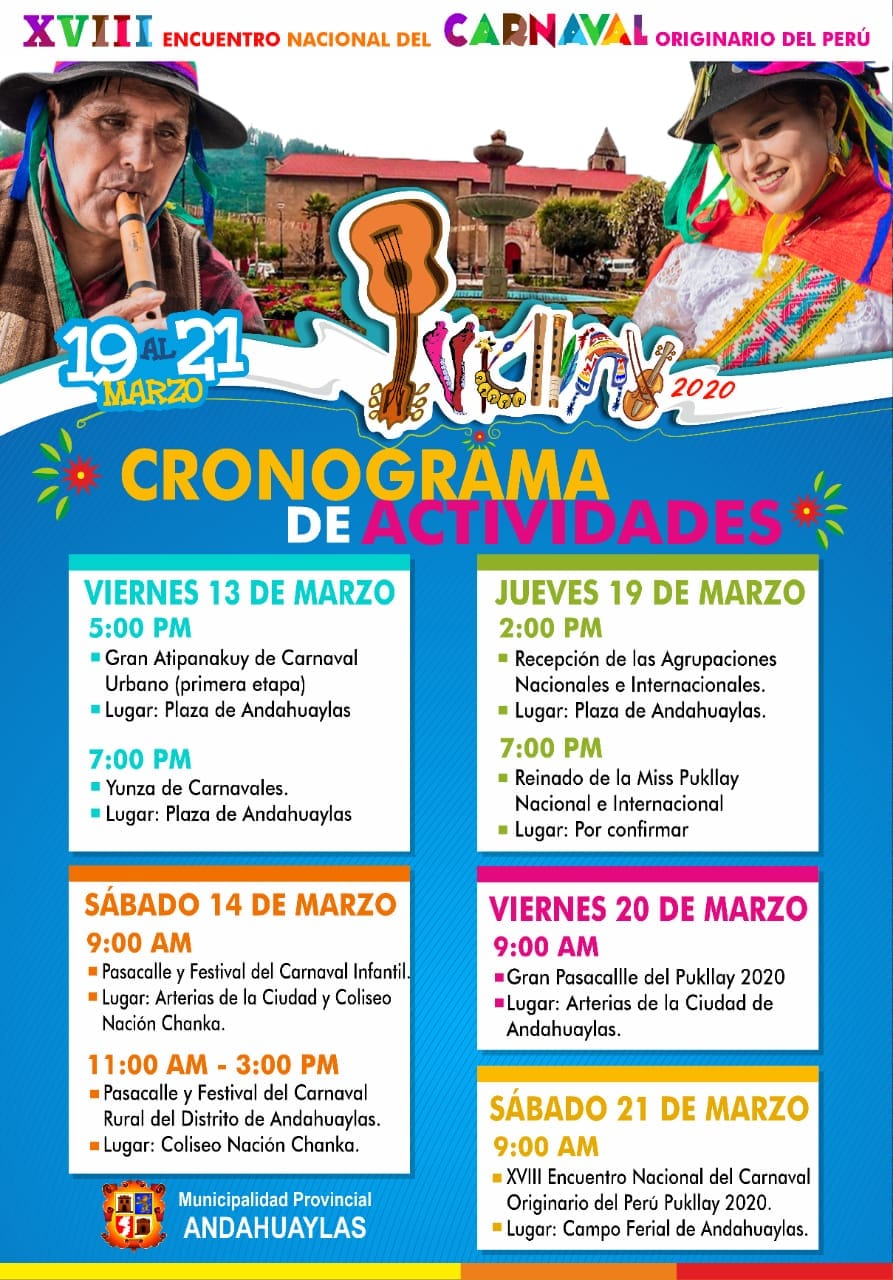 XVIII ENCUENTRO NACIONAL DEL CARNAVAL ORIGINARIO DEL PERÚ
19 AL 21
MARZO
Pukllay 2020
CRONOGRAMA
DE ACTIVIDADES
VIERNES 13 DE MARZO
5:00 PM
Gran Atipanakuy de Carnaval
Urbano (primera etapa)
Lugar: Plaza de Andahuaylas
7:00 PM
Yunza de Carnavales.
Lugar: Plaza de Andahuaylas
SÁBADO 14 DE MARZO
9:00 AM
Pasacalle y Festival del Carnaval Infantil.
Lugar: Arterias de la Ciudad y Coliseo
Nación Chanka.
11:00 AM - 3:00 PM
Pasacalle y Festival del Carnaval
Rural del Distrito de Andahuaylas.
Lugar: Coliseo Nación Chanka.
JUEVES 19 DE MARZO
2:00 PM
Recepción de las Agrupaciones
Nacionales e Internacionales.
Lugar: Plaza de Andahuaylas.
7:00 PM
Reinado de la Miss Pukllay
Nacional e Internacional
Lugar: Por confirmar
VIERNES 20 DE MARZO
9:00 AM
Gran Pasacallle del Pukllay 2020
Lugar: Arterias de la Ciudad de
Andahuaylas.
SÁBADO 21 DE MARZO
9:00 AM
XVIII Encuentro Nacional del Carnaval
Originario del Perú Pukllay 2020.
Lugar: Campo Ferial de Andahuaylas.
Municipalidad Provincial
ANDAHUAYLAS